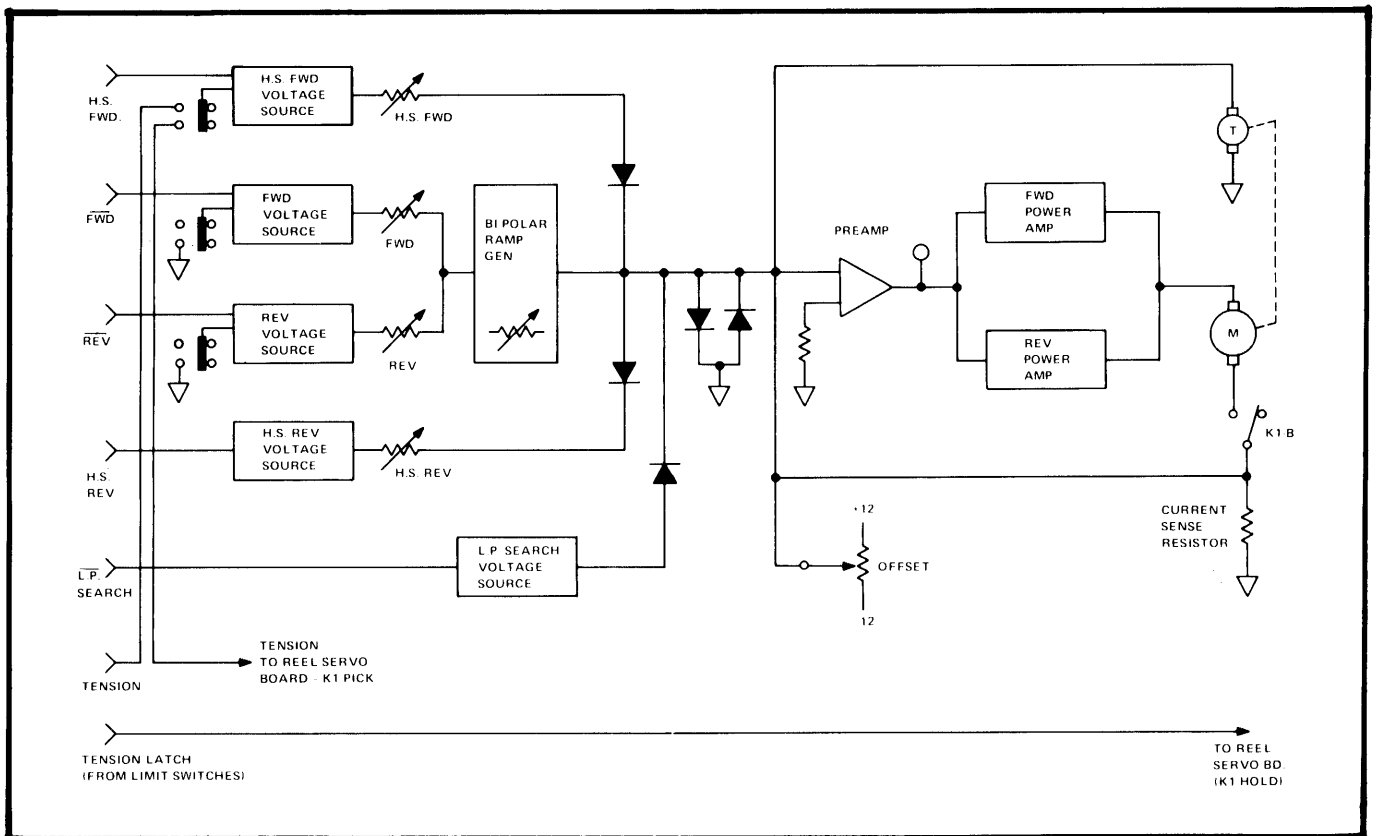 H.S.
FWD.
H.S. FWD
VOLTAGE
SOURCE
H.S. FWD
FWD
FWD
VOLTAGE
SOURCE
FWD
BI POLAR
RAMP
GEN
REV
REV
VOLTAGE
SOURCE
REV
H.S.
REV
H.S. REV
VOLTAGE
SOURCE
H.S. REV
L.P.
SEARCH
L.P SEARCH
VOLTAGE
SOURCE
PREAMP
FWD
POWER
AMP
REV
POWER
AMP
T
M
K1-B
CURRENT
SENSE
RESISTOR
+12
OFFSET
12
TENSION
TENSION
TO REEL SERVO
BOARD - K1 PICK
TENSION LATCH
(FROM LIMIT SWITCHES)
TO REEL
SERVO BD.
(K1 HOLD)